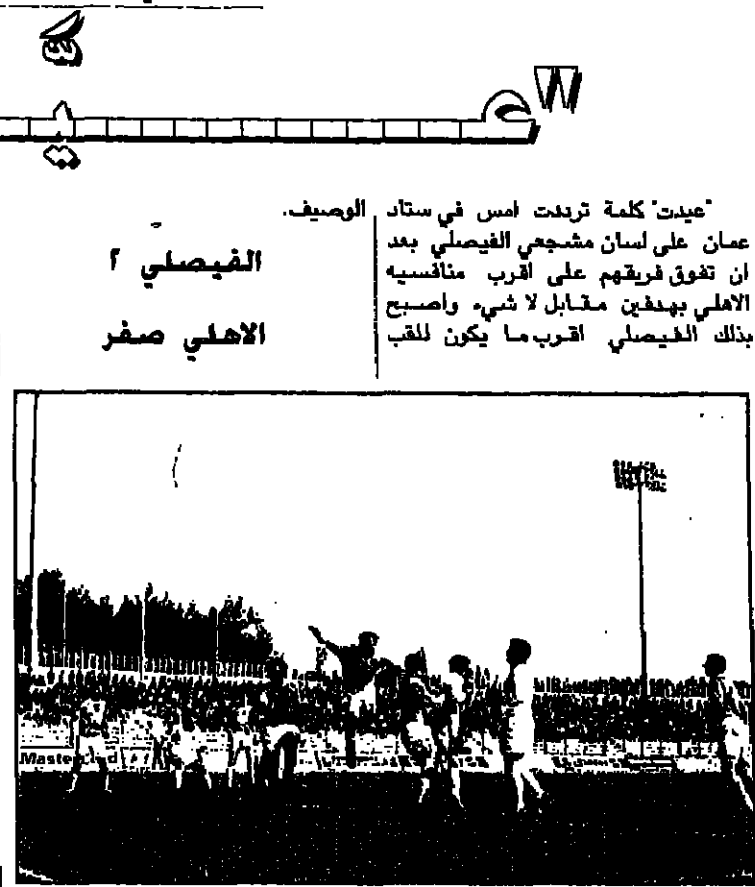 "عيدت" كلمة ترددت امس في ستاد
عمان على لسان مشجعي الفيصلي بعد
ان تفوق فريقهم على اقرب منافسيه
الاهلي بهدفين مقابل لا شيء واصبح
بذلك الفيصلي اقرب ما يكون للقب
الوصيف.
الفيصلي ٢
الاهلي صفر